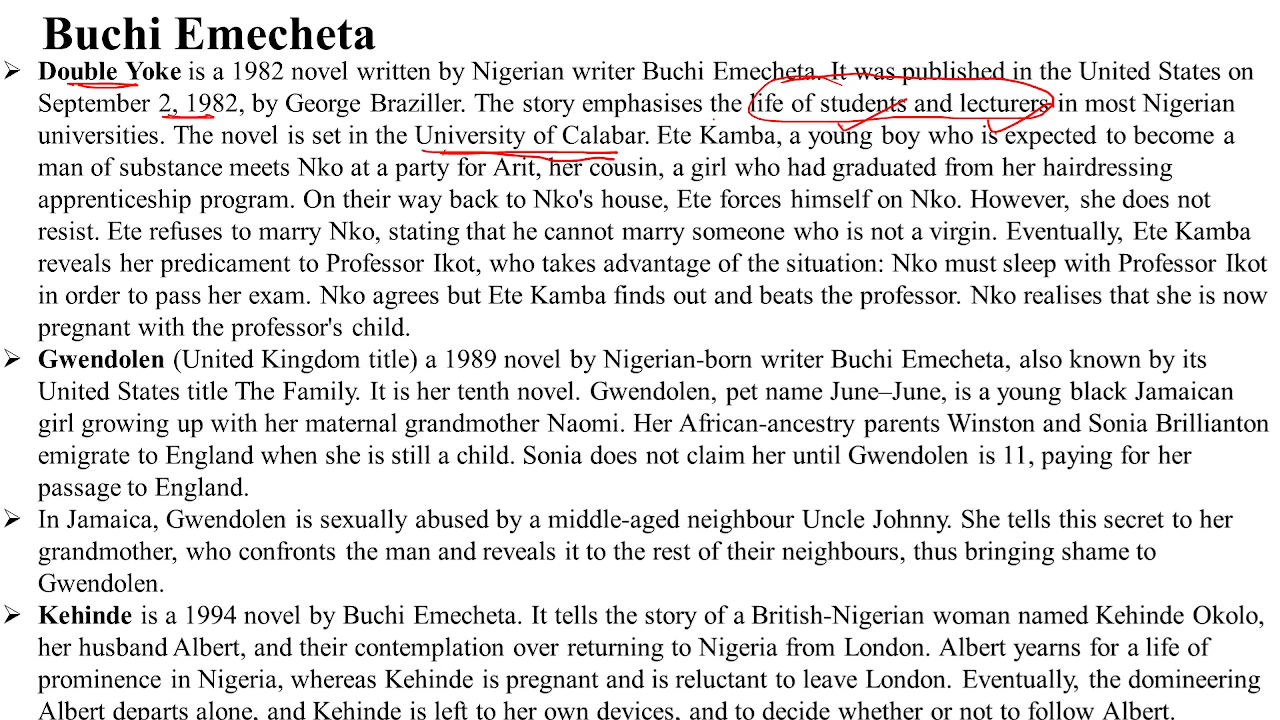 Buchi Emecheta
➢ Double Yoke is a 1982 novel written by Nigerian writer Buchi Emecheta. It was published in the United States on
September 2, 1982, by George Braziller. The story emphasises the life of students and lecturers in most Nigerian
universities. The novel is set in the University of Calabar. Ete Kamba, a young boy who is expected to become a
man of substance meets Nko at a party for Arit, her cousin, a girl who had graduated from her hairdressing
apprenticeship program. On their way back to Nko's house, Ete forces himself on Nko. However, she does not
resist. Ete refuses to marry Nko, stating that he cannot marry someone who is not a virgin. Eventually, Ete Kamba
reveals her predicament to Professor Ikot, who takes advantage of the situation: Nko must sleep with Professor Ikot
in order to pass her exam. Nko agrees but Ete Kamba finds out and beats the professor. Nko realises that she is now
pregnant with the professor's child.
➢ Gwendolen (United Kingdom title) a 1989 novel by Nigerian-born writer Buchi Emecheta, also known by its
United States title The Family. It is her tenth novel. Gwendolen, pet name June–June, is a young black Jamaican
girl growing up with her maternal grandmother Naomi. Her African-ancestry parents Winston and Sonia Brillianton
emigrate to England when she is still a child. Sonia does not claim her until Gwendolen is 11, paying for her
passage to England.
➢ In Jamaica, Gwendolen is sexually abused by a middle-aged neighbour Uncle Johnny. She tells this secret to her
grandmother, who confronts the man and reveals it to the rest of their neighbours, thus bringing shame to
Gwendolen.
➢ Kehinde is a 1994 novel by Buchi Emecheta. It tells the story of a British-Nigerian woman named Kehinde Okolo,
her husband Albert, and their contemplation over returning to Nigeria from London. Albert yearns for a life of
prominence in Nigeria, whereas Kehinde is pregnant and is reluctant to leave London. Eventually, the domineering
Albert departs alone, and Kehinde is left to her own devices, and to decide whether or not to follow Albert.